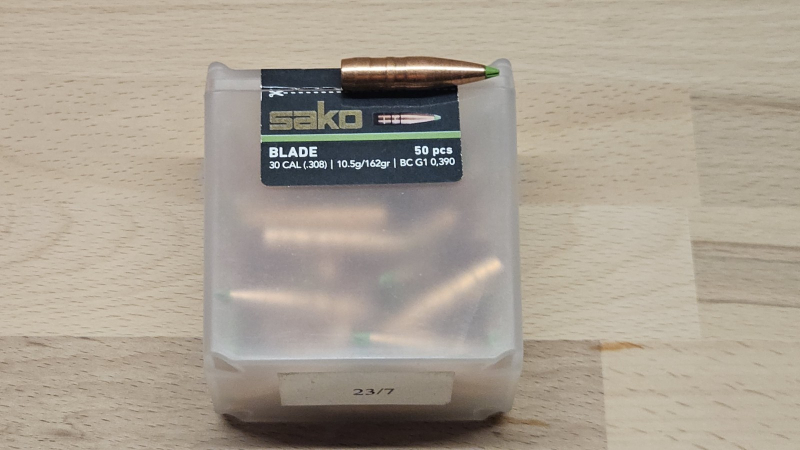 sako
BLADE 50 pcs
30 CAL (.308) | 10.5g/162gr | BC G1 0,390
23/7